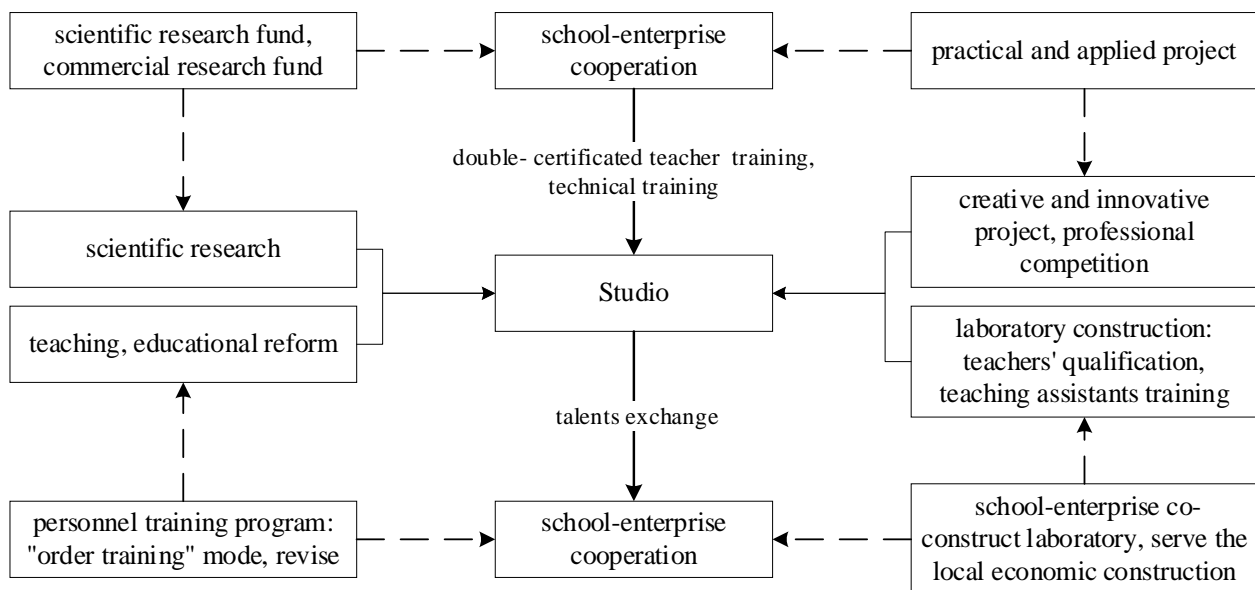 scientific research fund,
commercial research fund
school-enterprise
cooperation
practical and applied project
double- certificated teacher training,
technical training
scientific research
creative and innovative
project, professional
competition
Studio
teaching, educational reform
laboratory construction:
teachers' qualification,
teaching assistants training
talents exchange
personnel training program:
"order training" mode, revise
school-enterprise
cooperation
school-enterprise co-
construct laboratory, serve the
local economic construction